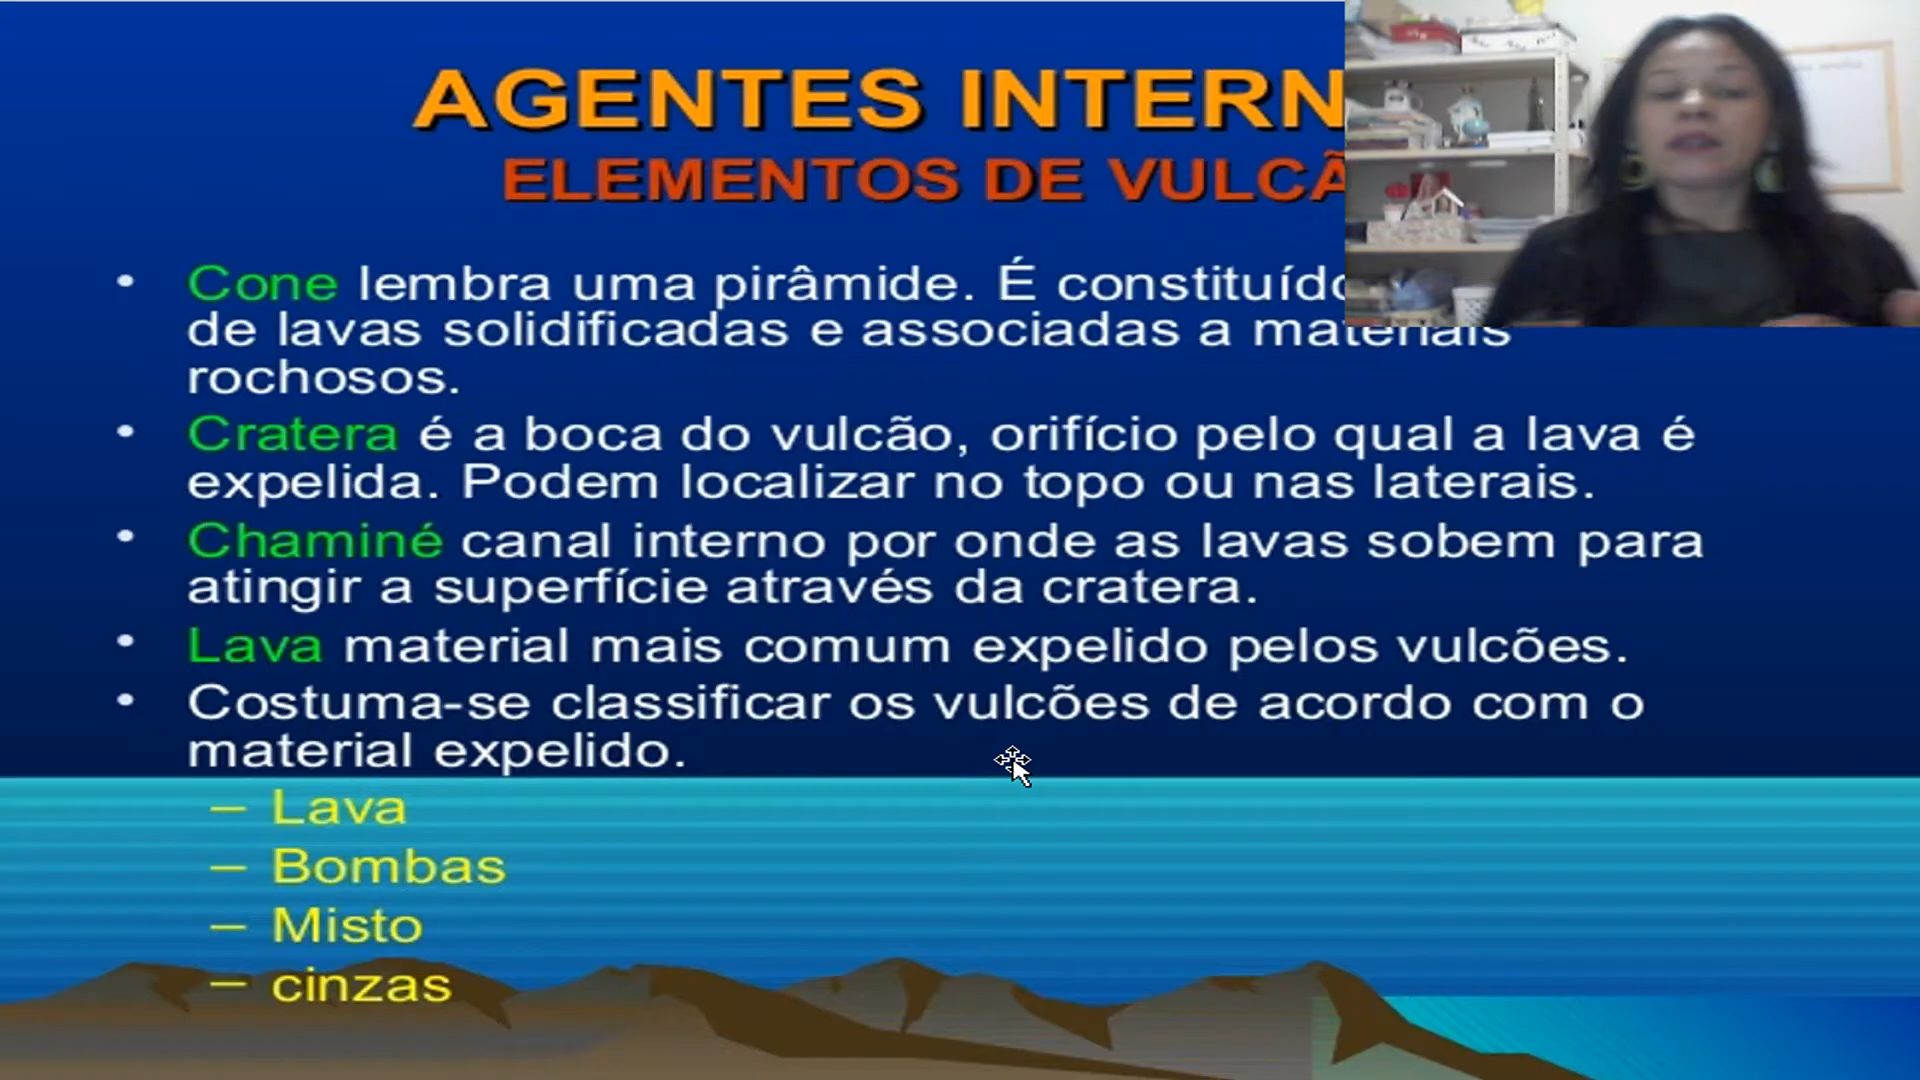 AGENTES INTERN
ELEMENTOS DE VULCÃ
• Cone lembra uma pirâmide. É constituído
de lavas solidificadas e associadas a materiais
rochosos.
• Cratera é a boca do vulcão, orifício pelo qual a lava é
expelida. Podem localizar no topo ou nas laterais.
• Chaminé canal interno por onde as lavas sobem para
atingir a superfície através da cratera.
• Lava material mais comum expelido pelos vulcões.
• Costuma-se classificar os vulcões de acordo com o
material expelido.
– Lava
– Bombas
– Misto
– cinzas